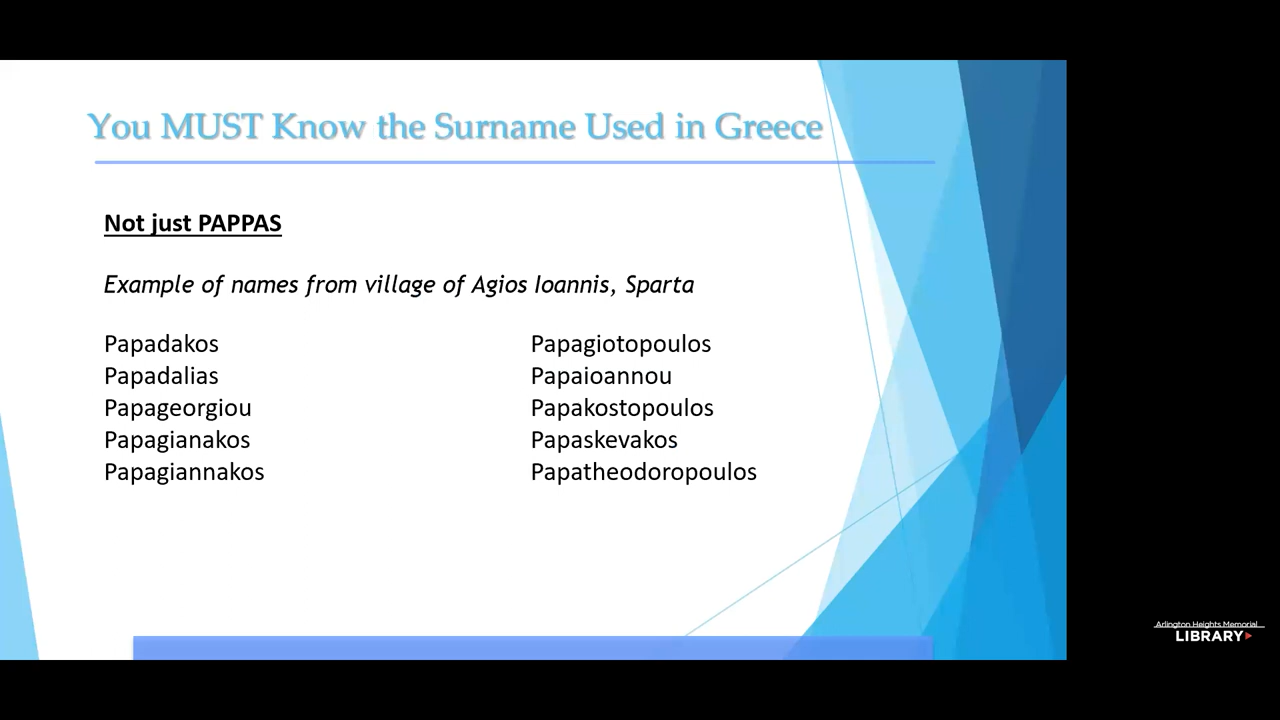 You MUST Know the Surname Used in Greece
Not just PAPPAS
Example of names from village of Agios Ioannis, Sparta
Papadakos
Papadalias
Papageorgiou
Papagianakos
Papagiannakos
Papagiotopoulos
Papaioannou
Papakostopoulos
Papaskevakos
Papatheodoropoulos
Arlington Heights Memorial
LIBRARY